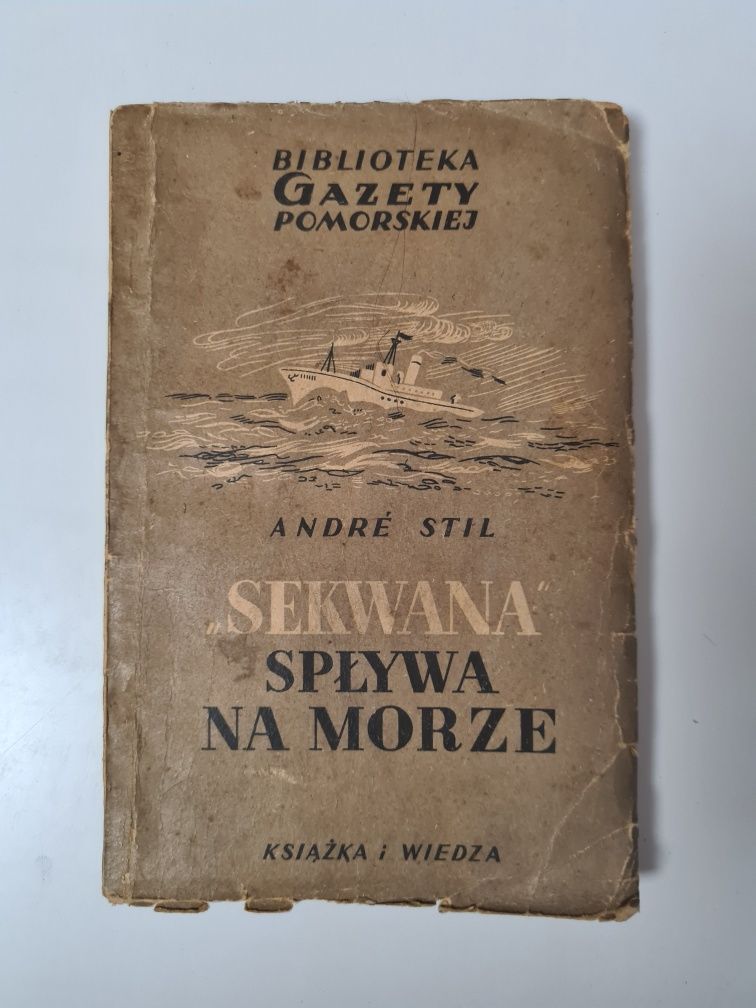 BIBLIOTEKA
GAZETY
POMORSKIEJ
ANDRÉ STIL
„SEKWANA“
SPŁYWA
NA MORZE
KSIĄŻKA i WIEDZA